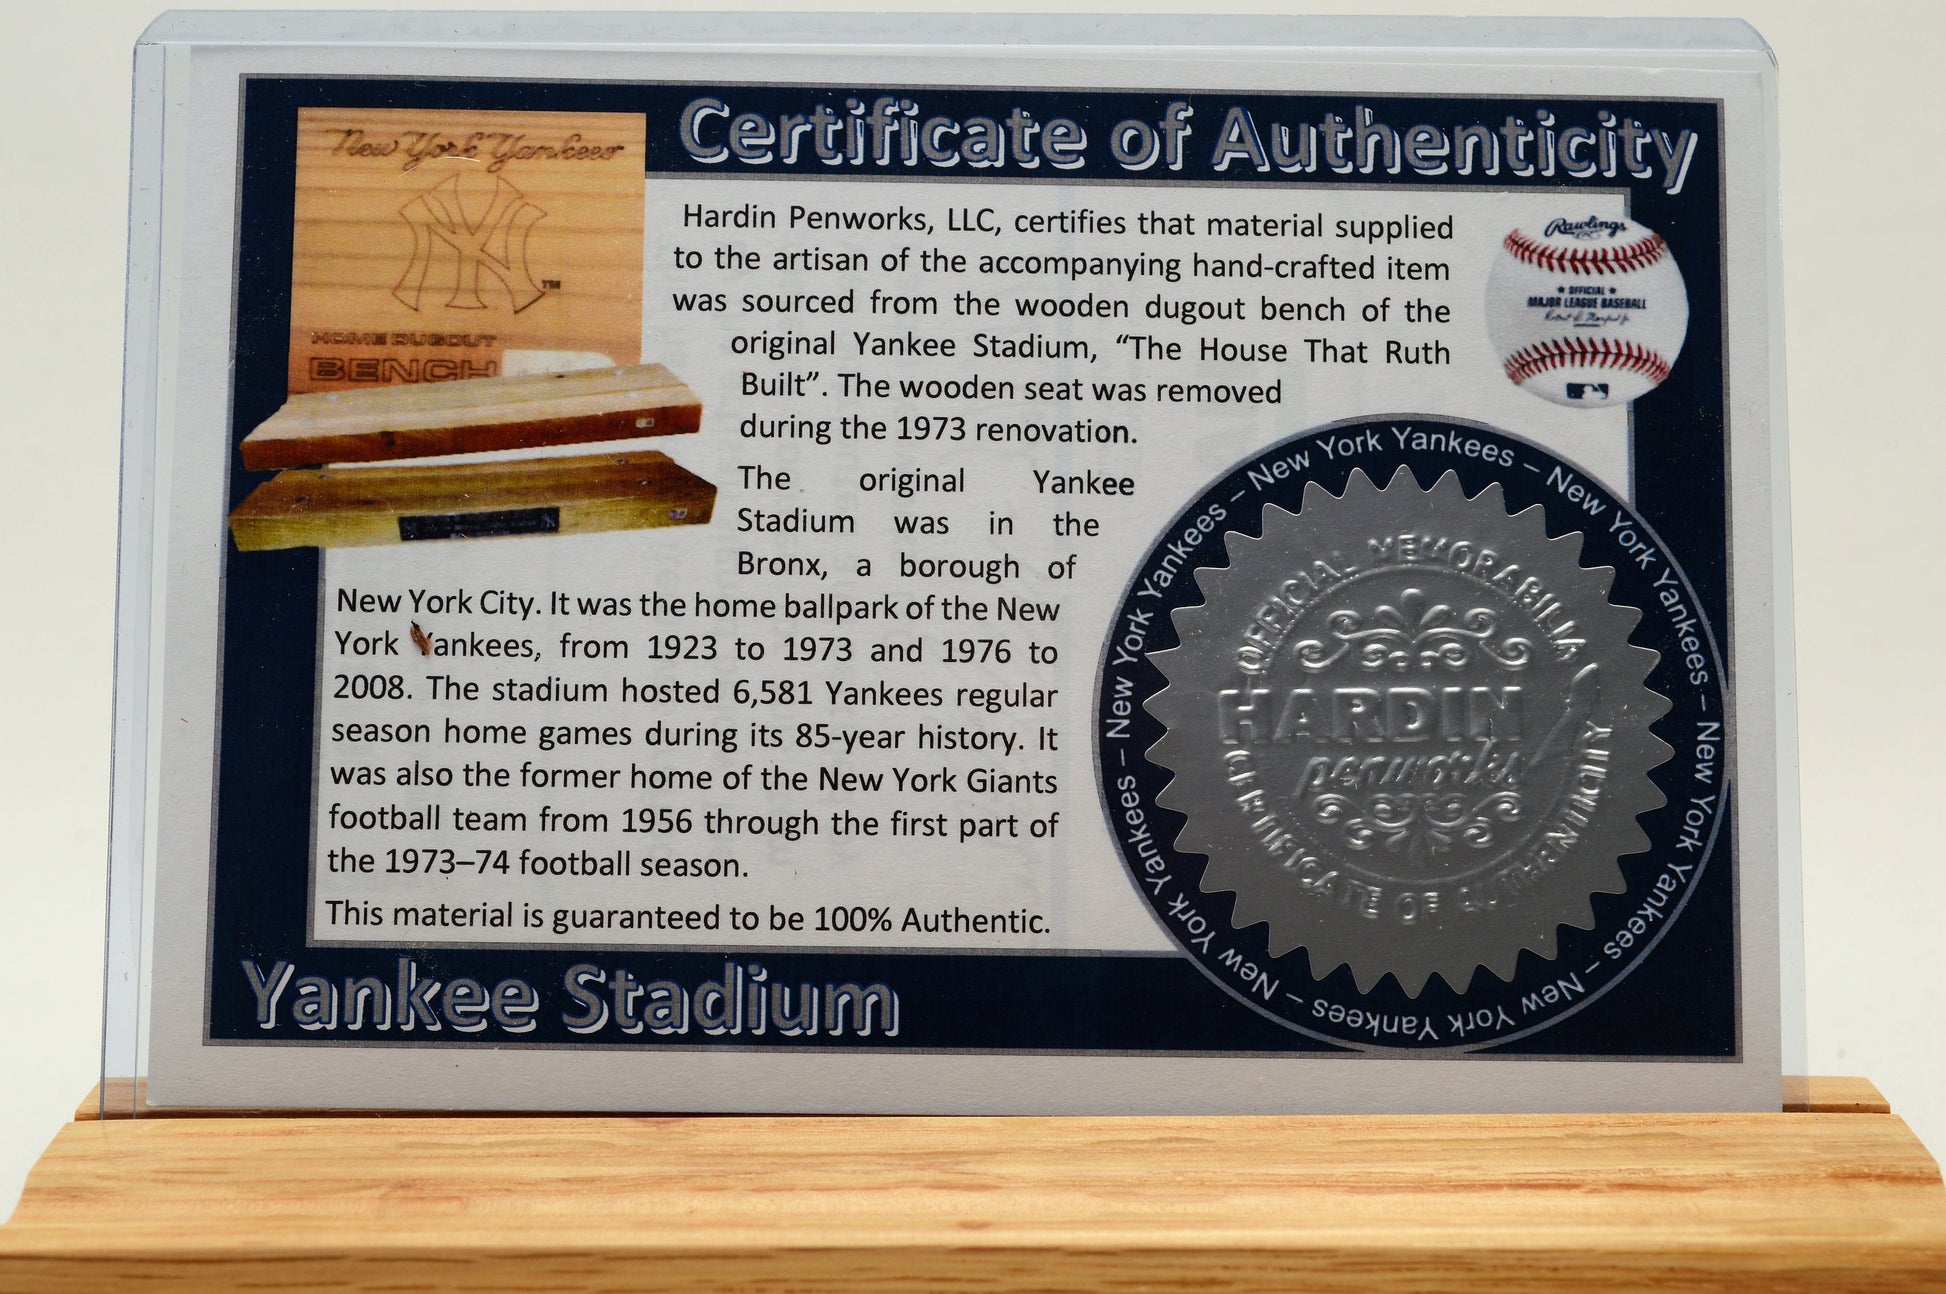 Certificate of Authenticity
New York Yankees
NY
TM
HOME DUGOUT
BENCH
Hardin Penworks, LLC, certifies that material supplied
to the artisan of the accompanying hand-crafted item
was sourced from the wooden dugout bench of the
original Yankee Stadium, “The House That Ruth
Built”. The wooden seat was removed
during the 1973 renovation.
The original Yankee
Stadium was in the
Bronx, a borough of
New York City. It was the home ballpark of the New
York Yankees, from 1923 to 1973 and 1976 to
2008. The stadium hosted 6,581 Yankees regular
season home games during its 85-year history. It
was also the former home of the New York Giants
football team from 1956 through the first part of
the 1973–74 football season.
This material is guaranteed to be 100% Authentic.
Rawlings
★ OFFICIAL ★
MAJOR LEAGUE BASEBALL
New York Yankees – New York Yankees – New York Yankees – New York Yankees – New York Yankees – New York Yankees – New York Yankees –
OFFICIAL MEMORABILIA
HARDIN
penworks
CERTIFICATE OF AUTHENTICITY
Yankee Stadium